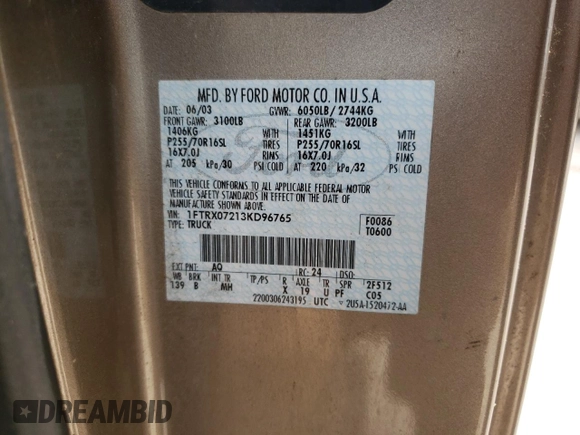 MFD. BY FORD MOTOR CO. IN U.S.A.
DATE: 06/03 GVWR: 6050LB/ 2744KG
FRONT GAWR: 3100LB REAR GAWR: 3200LB
1406KG WITH 1451KG WITH
P255/70R16SL TIRES P255/70R16SL TIRES
16X7.0J RIMS 16X7.0J RIMS
AT 205 kPa/30 PSI COLD AT 220 kPa/32 PSI COLD
Ford
THIS VEHICLE CONFORMS TO ALL APPLICABLE FEDERAL MOTOR
VEHICLE SAFETY STANDARDS IN EFFECT ON THE DATE OF
MANUFACTURE SHOWN ABOVE.
VIN: 1FTRX07213KD96765 F0086
TYPE: TRUCK T0600
EXT PNT: AQ RC: 24 DSO:
WB BRK INT TR TP/PS R AXLE TR SPR 2F512
139 B MH X 19 U PF C05
2200306243195 UTC 2U5A-1520472-AA
DREAMBID